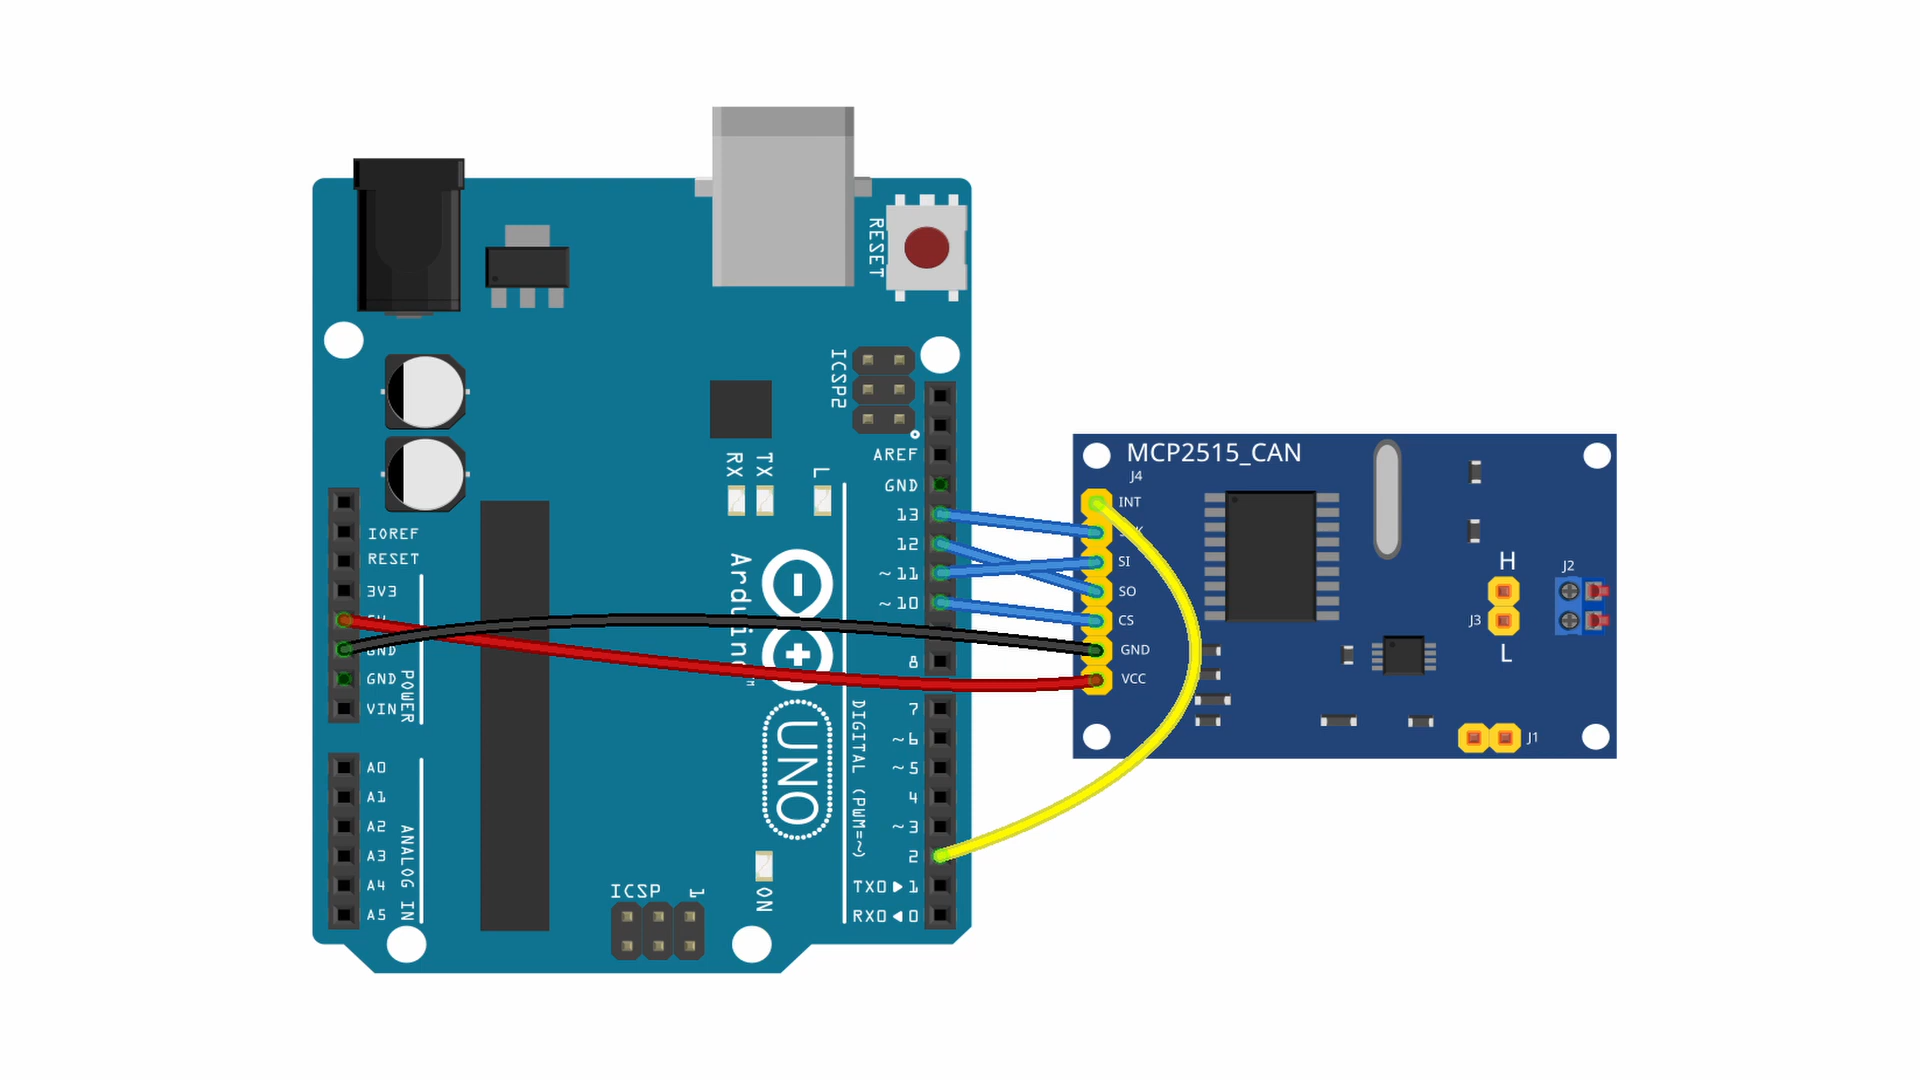 RESET
ICSP2
AREF
GND
13
12
~11
~10
8
7
~6
~5
4
~3
2
TX0▶1
RX0◀0
DIGITAL (PWM=~)
RX
TX
L
Arduino™
UNO
ON
ICSP
1
IOREF
RESET
3V3
GND
GND
VIN
POWER
A0
A1
A2
A3
A4
A5
ANALOG IN
MCP2515_CAN
J4
INT
SI
SO
CS
GND
VCC
H
J3
L
J2
J1